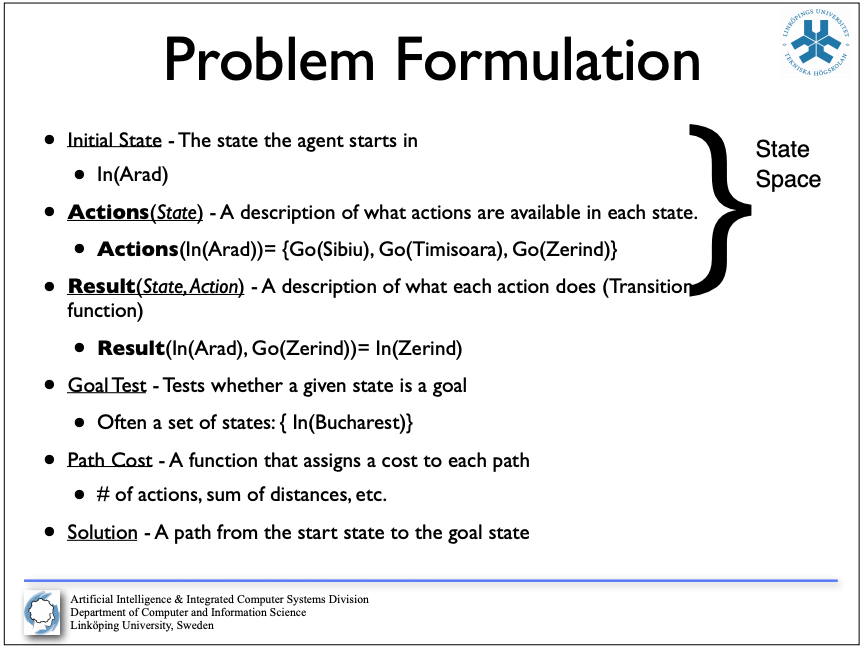 LINKÖPINGS UNIVERSITET
TEKNISKA HÖGSKOLAN
Problem Formulation
• Initial State - The state the agent starts in
• In(Arad)
• Actions(State) - A description of what actions are available in each state.
• Actions(In(Arad))= {Go(Sibiu), Go(Timisoara), Go(Zerind)}
• Result(State, Action) - A description of what each action does (Transition
function)
• Result(In(Arad), Go(Zerind))= In(Zerind)
}
State
Space
• Goal Test - Tests whether a given state is a goal
• Often a set of states: { In(Bucharest)}
• Path Cost - A function that assigns a cost to each path
• # of actions, sum of distances, etc.
• Solution - A path from the start state to the goal state
Artificial Intelligence & Integrated Computer Systems Division
Department of Computer and Information Science
Linköping University, Sweden